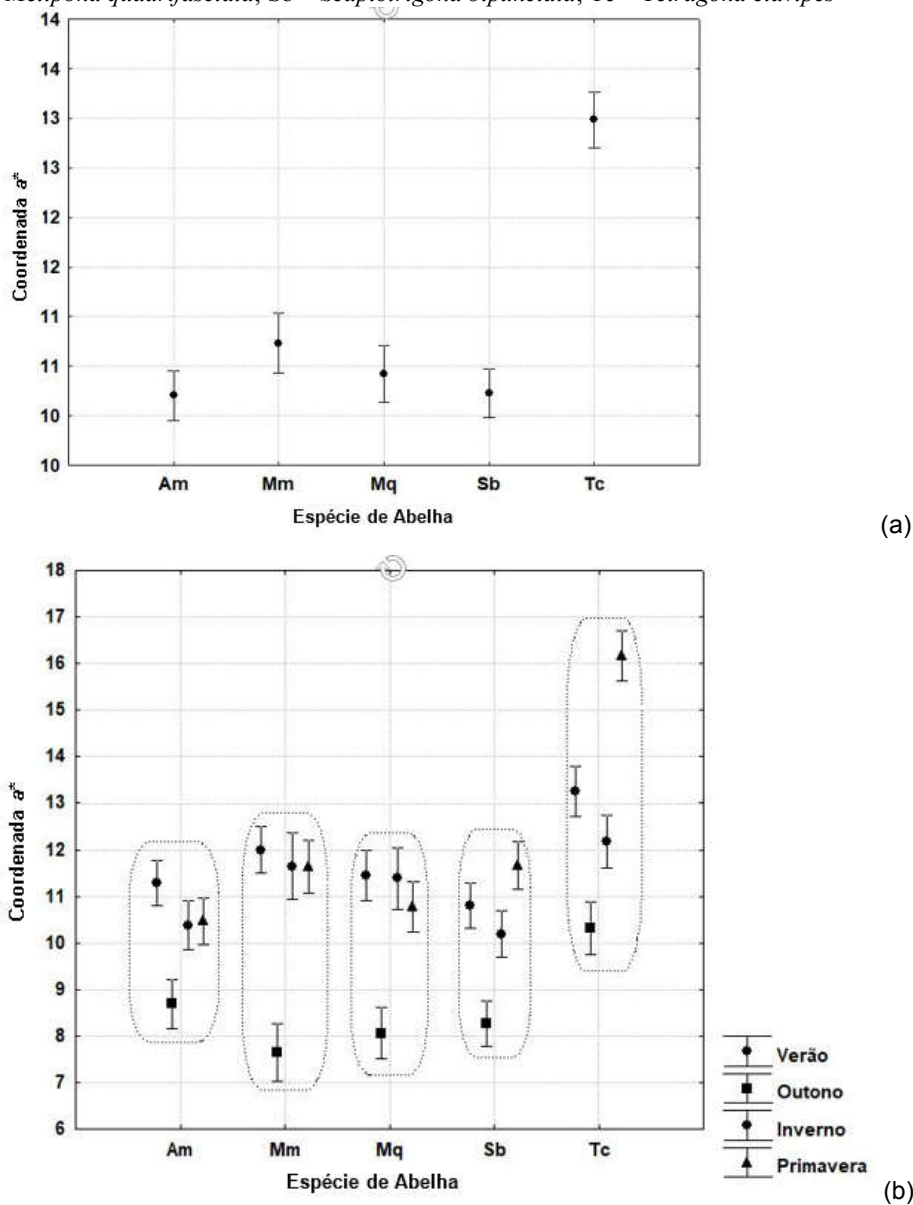 Melipona quadrifasciata; Sb – Scaptotrigona bipunctata; Tc – Tetragona clavipes
14
14
13
13
12
12
11
11
10
10
Coordenada a*
Am Mm Mq Sb Tc
Espécie de Abelha
(a)
18
17
16
15
14
13
12
11
10
9
8
7
6
Coordenada a*
Am Mm Mq Sb Tc
Espécie de Abelha
Verão
Outono
Inverno
Primavera
(b)